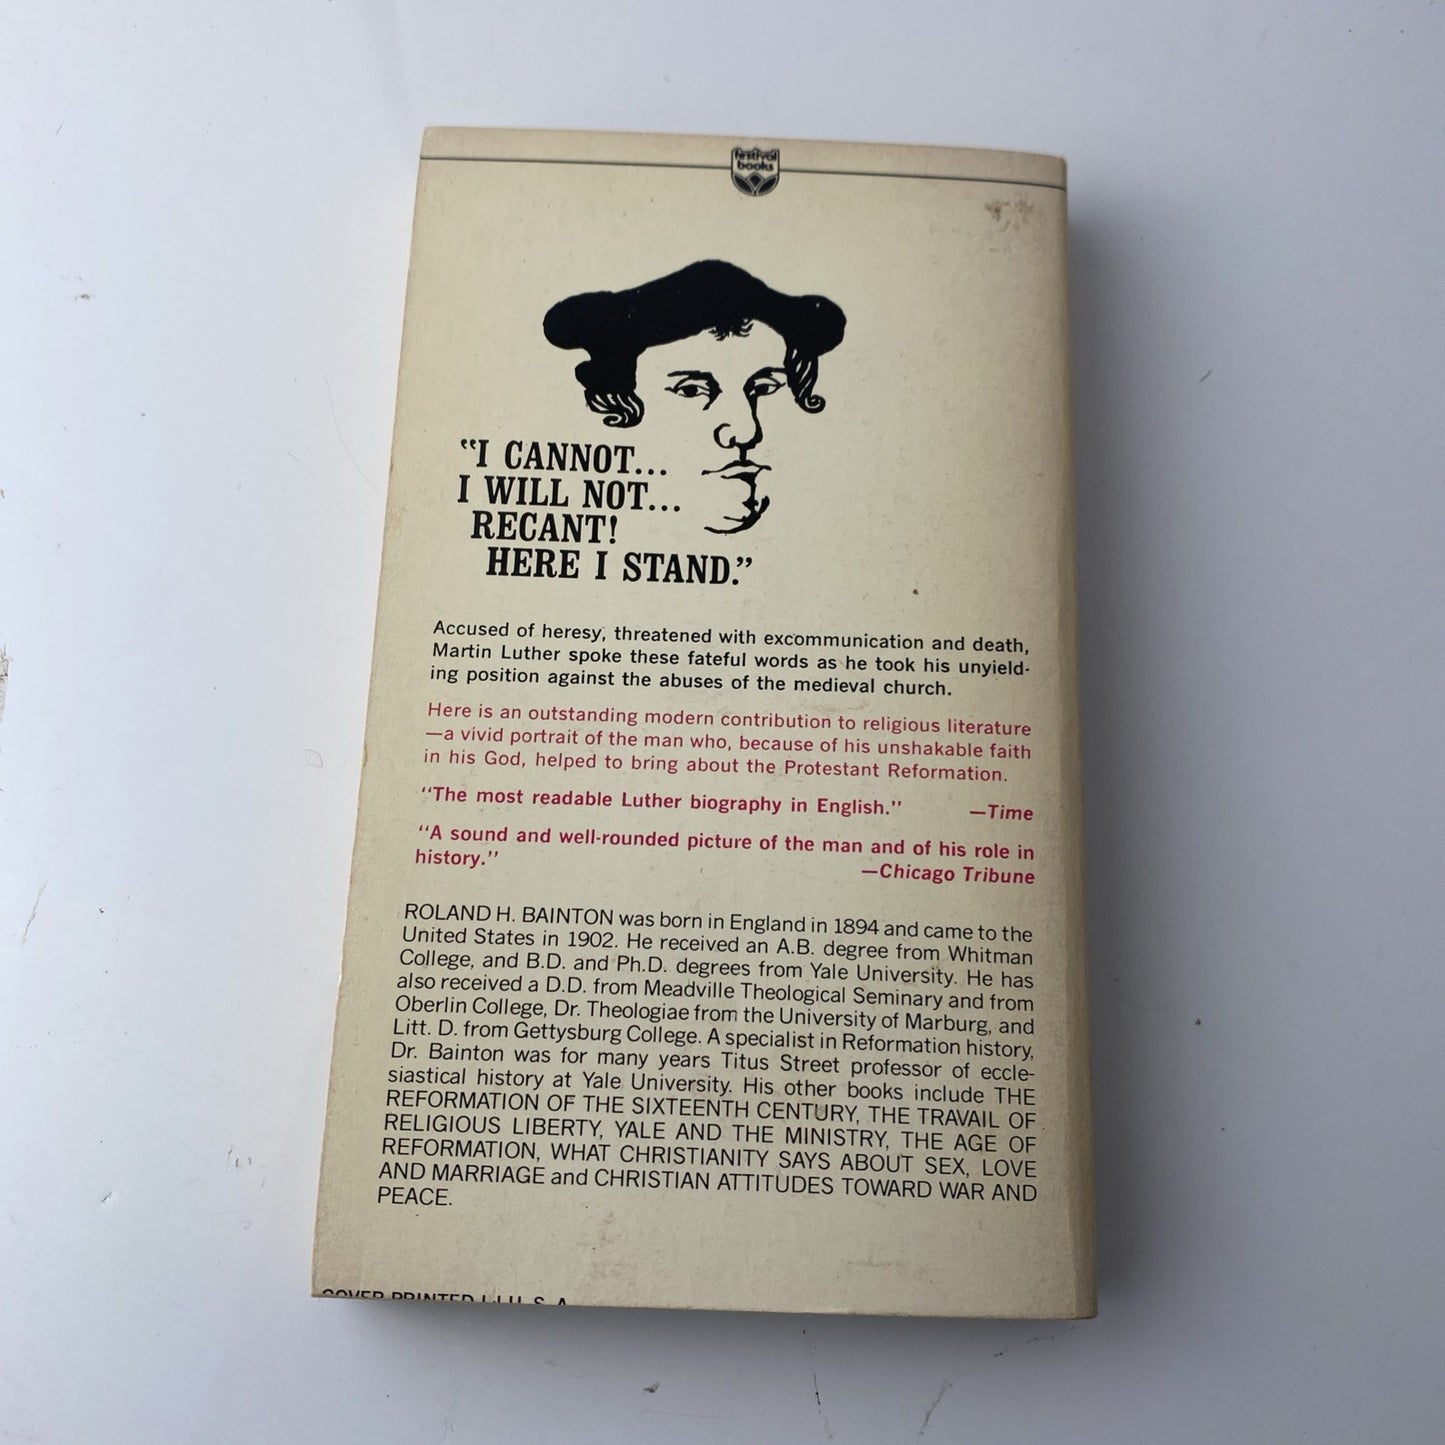 festival
books
"I CANNOT...
I WILL NOT...
RECANT!
HERE I STAND."
Accused of heresy, threatened with excommunication and death,
Martin Luther spoke these fateful words as he took his unyield-
ing position against the abuses of the medieval church.
Here is an outstanding modern contribution to religious literature
—a vivid portrait of the man who, because of his unshakable faith
in his God, helped to bring about the Protestant Reformation.
"The most readable Luther biography in English." —Time
"A sound and well-rounded picture of the man and of his role in
history." —Chicago Tribune
ROLAND H. BAINTON was born in England in 1894 and came to the
United States in 1902. He received an A.B. degree from Whitman
College, and B.D. and Ph.D. degrees from Yale University. He has
also received a D.D. from Meadville Theological Seminary and from
Oberlin College, Dr. Theologiae from the University of Marburg, and
Litt. D. from Gettysburg College. A specialist in Reformation history,
Dr. Bainton was for many years Titus Street professor of eccle-
siastical history at Yale University. His other books include THE
REFORMATION OF THE SIXTEENTH CENTURY, THE TRAVAIL OF
RELIGIOUS LIBERTY, YALE AND THE MINISTRY, THE AGE OF
REFORMATION, WHAT CHRISTIANITY SAYS ABOUT SEX, LOVE
AND MARRIAGE and CHRISTIAN ATTITUDES TOWARD WAR AND
PEACE.
COVER PRINTED I U. S. A.